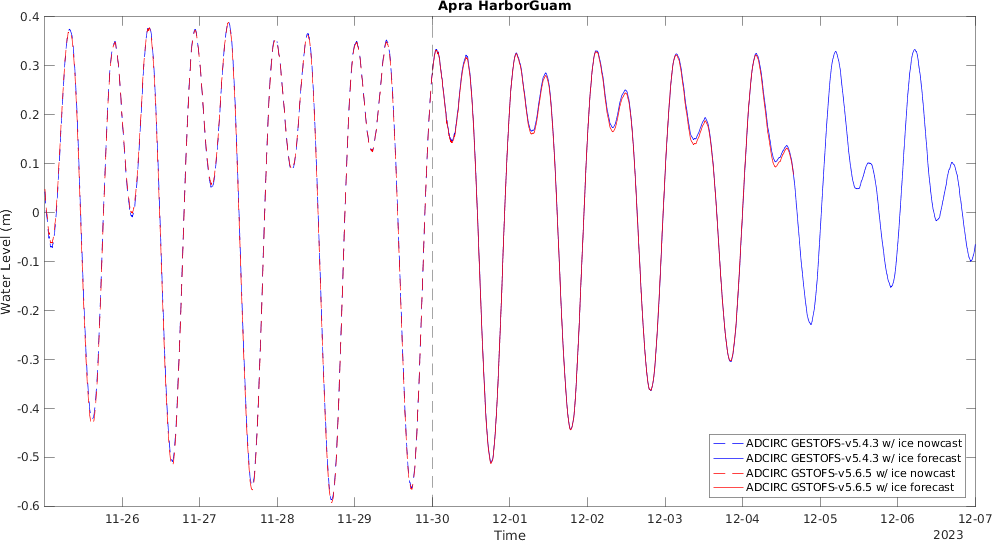 Apra HarborGuam
0.4
0.3
0.2
0.1
0
-0.1
-0.2
-0.3
-0.4
-0.5
-0.6
Water Level (m)
ADCIRC GESTOFS-v5.4.3 w/ ice nowcast
ADCIRC GESTOFS-v5.4.3 w/ ice forecast
ADCIRC GSTOFS-v5.6.5 w/ ice nowcast
ADCIRC GSTOFS-v5.6.5 w/ ice forecast
11-26 11-27 11-28 11-29 11-30 12-01 12-02 12-03 12-04 12-05 12-06 12-07
Time
2023